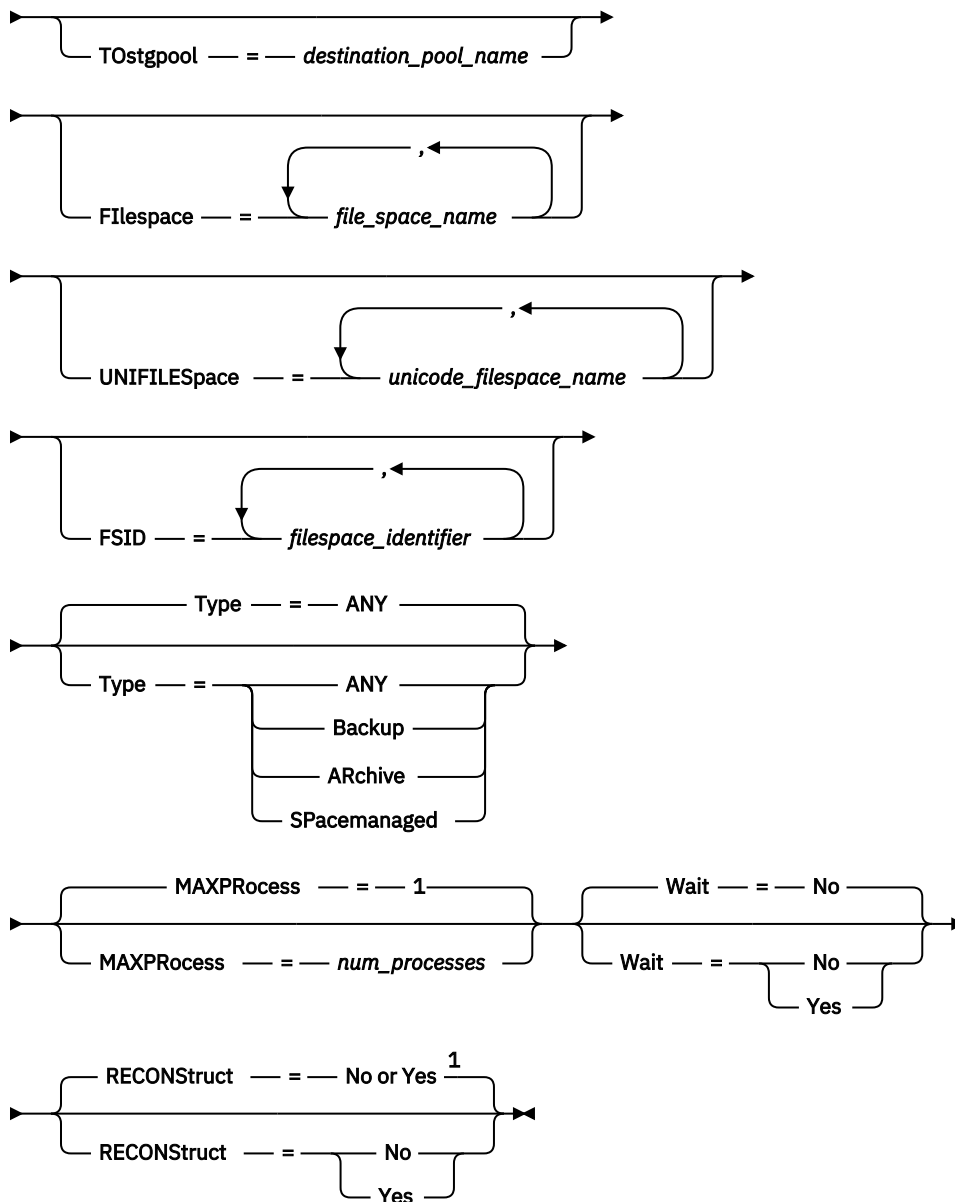 TOstgpool = destination_pool_name
,
FIlespace = file_space_name
,
UNIFILESpace = unicode_filespace_name
,
FSID = filespace_identifier
Type = ANY
Type = ANY
Backup
ARchive
SPacemanaged
MAXPRocess = 1 Wait = No
MAXPRocess = num_processes Wait = No
Yes
RECONStruct = No or Yes 1
RECONStruct = No
Yes